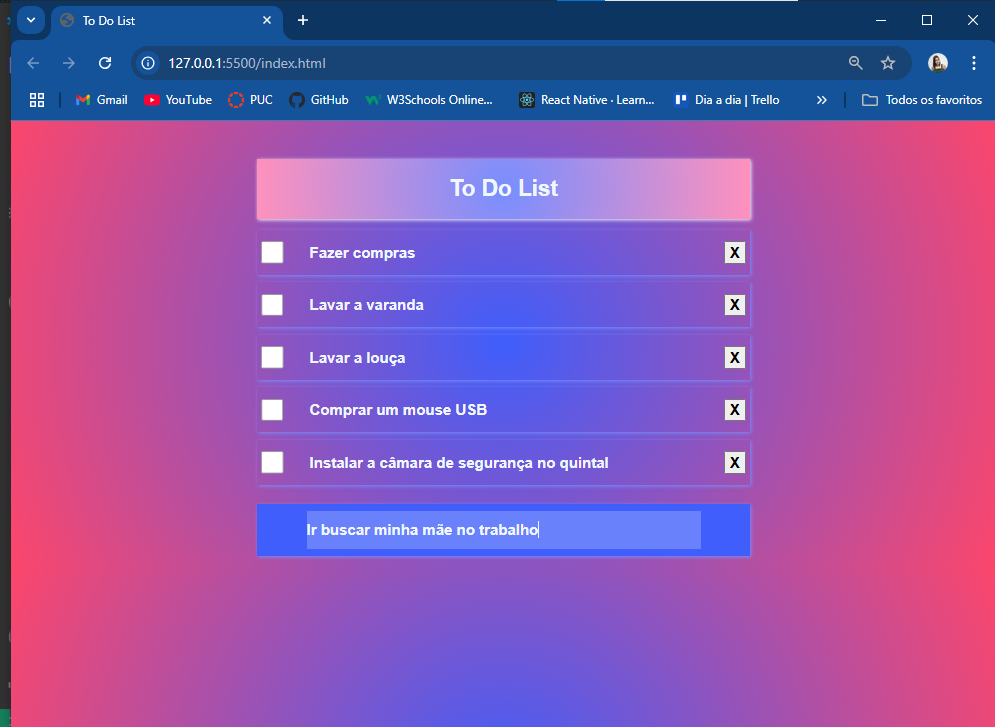 To Do List
127.0.0.1:5500/index.html
Gmail YouTube PUC GitHub W3Schools Online... React Native · Learn... Dia a dia | Trello » Todos os favoritos
To Do List
Fazer compras X
Lavar a varanda X
Lavar a louça X
Comprar um mouse USB X
Instalar a câmara de segurança no quintal X
Ir buscar minha mãe no trabalho